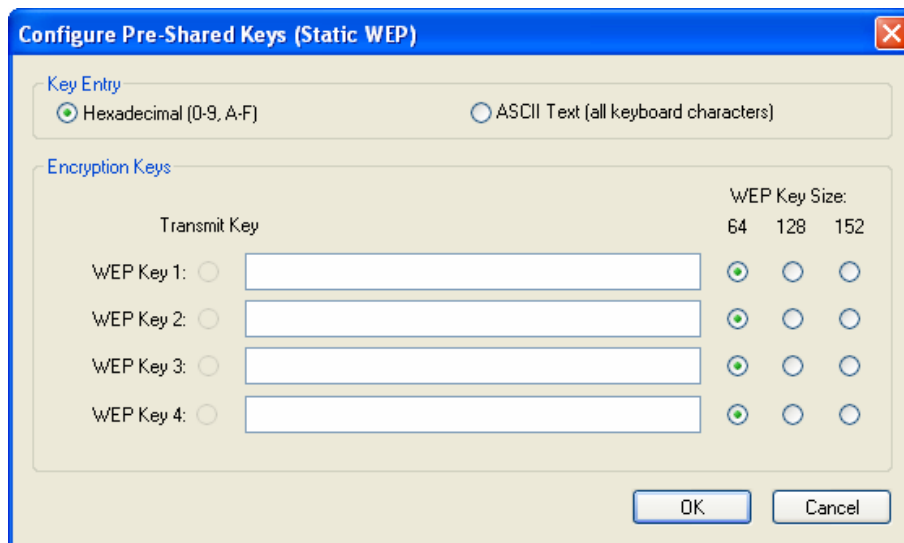 Configure Pre-Shared Keys (Static WEP)
Key Entry
Hexadecimal (0-9, A-F) ASCII Text (all keyboard characters)
Encryption Keys
WEP Key Size:
Transmit Key 64 128 152
WEP Key 1:
WEP Key 2:
WEP Key 3:
WEP Key 4:
OK Cancel